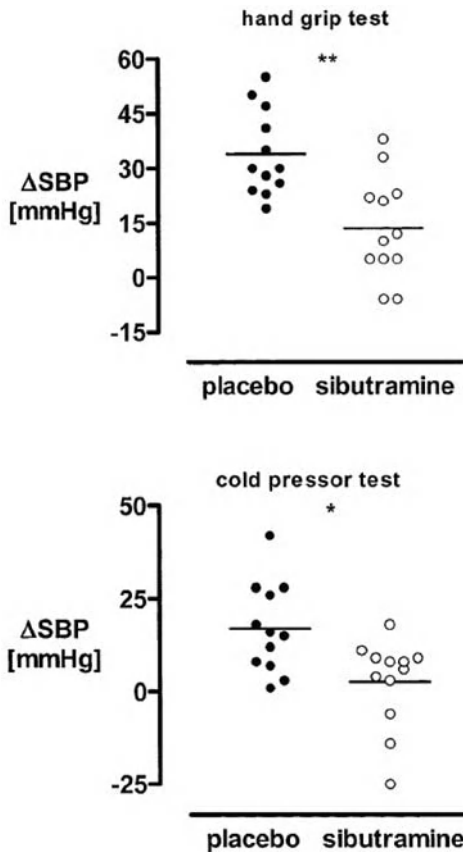 hand grip test
**
60
45
30
15
0
-15
ΔSBP
[mmHg]
placebo sibutramine
cold pressor test
*
50
25
0
-25
ΔSBP
[mmHg]
placebo sibutramine